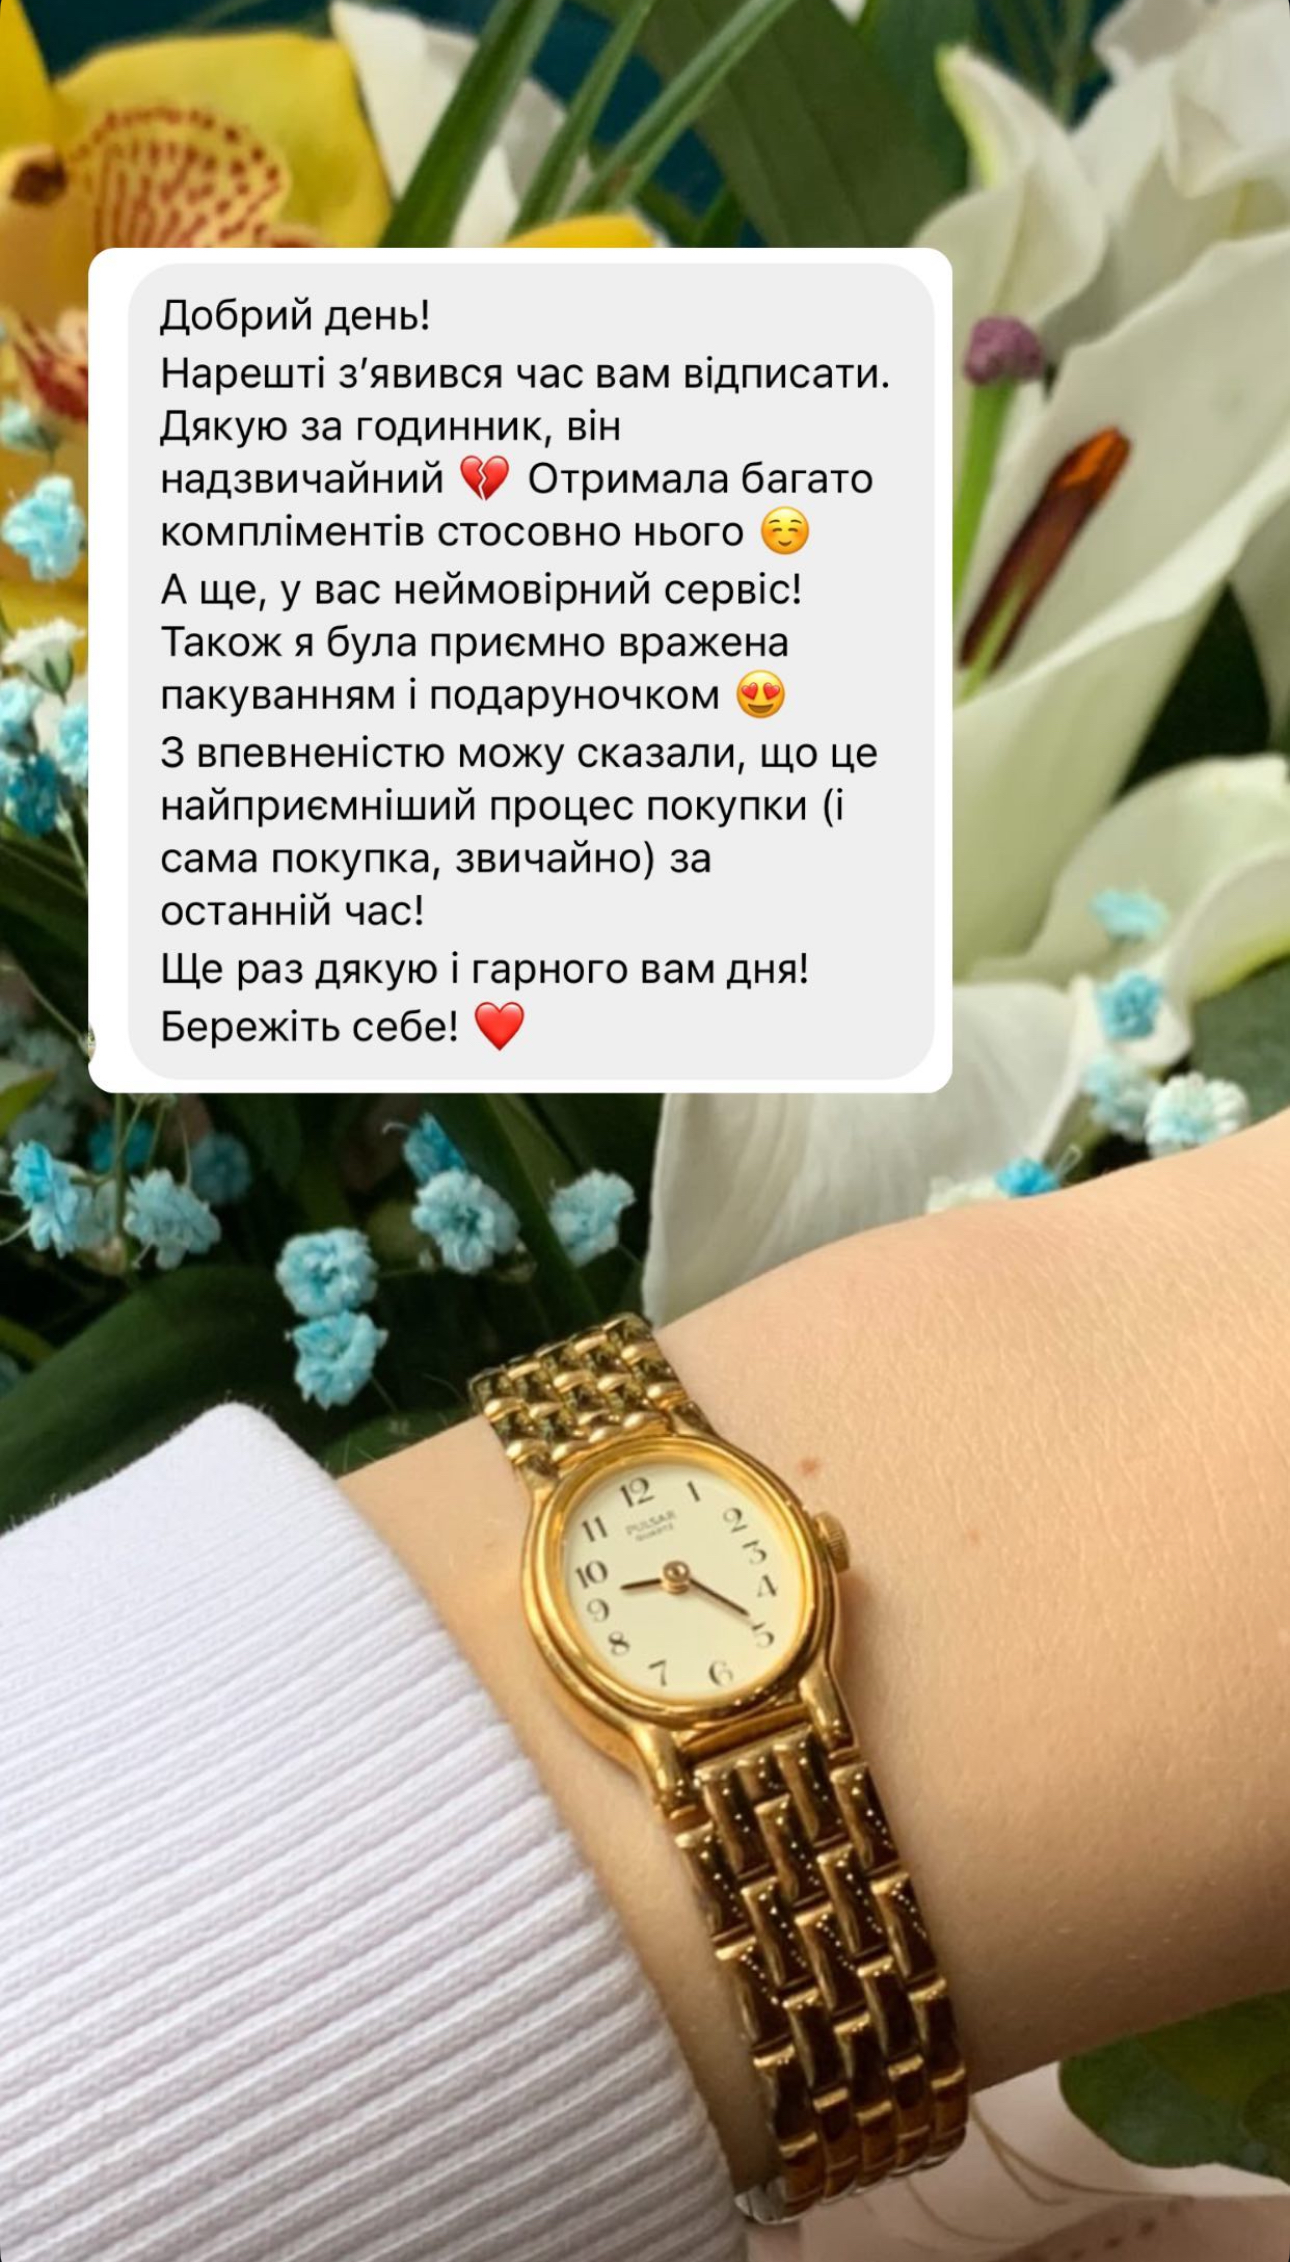 Добрий день!
Нарешті з’явився час вам відписати.
Дякую за годинник, він
надзвичайний 💔 Отримала багато
компліментів стосовно нього ☺️
А ще, у вас неймовірний сервіс!
Також я була приємно вражена
пакуванням і подаруночком 😍
З впевненістю можу сказали, що це
найприємніший процес покупки (і
сама покупка, звичайно) за
останній час!
Ще раз дякую і гарного вам дня!
Бережіть себе! ❤️
12
1
2
3
4
5
6
7
8
9
10
11
PULSAR
QUARTZ